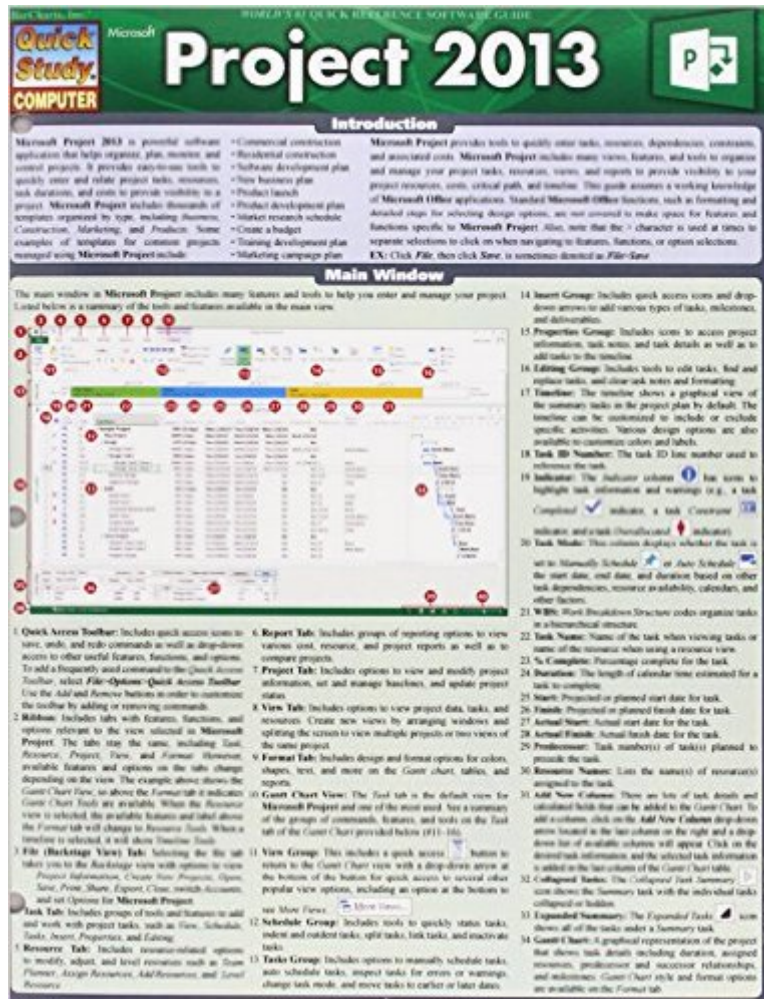 BarCharts, Inc.
WORLD'S #1 QUICK REFERENCE SOFTWARE GUIDE
Quick
Study.
COMPUTER
Microsoft
Project 2013
Introduction
Microsoft Project 2013 is powerful software
application that helps organize, plan, monitor, and
control projects. It provides easy-to-use tools to
quickly enter and relate project tasks, resources,
task durations, and costs to provide visibility to a
project. Microsoft Project includes thousands of
templates organized by type, including Business,
Construction, Marketing, and Products. Some
examples of templates for common projects
managed using Microsoft Project include
• Commercial construction
• Residential construction
• Software development plan
• New business plan
• Product launch
• Product development plan
• Market research schedule
• Create a budget
• Training development plan
• Marketing campaign plan
Microsoft Project provides tools to quickly enter tasks, resources, dependencies, constraints,
and associated costs. Microsoft Project includes many views, features, and tools to organize
and manage your project tasks, resources, views, and reports to provide visibility to your
project resources, costs, critical path, and timeline. This guide assumes a working knowledge
of Microsoft Office applications. Standard Microsoft Office functions, such as formatting and
detailed steps for selecting design options, are not covered to make space for features and
functions specific to Microsoft Project. Also, note that the > character is used at times to
separate selections to click on when navigating to features, functions, or option selections.
EX: Click File, then click Save, is sometimes denoted as File>Save
Main Window
The main window in Microsoft Project includes many features and tools to help you enter and manage your project.
Listed below is a summary of the tools and features available in the main view.
1. Quick Access Toolbar: Includes quick access icons to
save, undo, and redo commands as well as drop-down
access to other useful features, functions, and options.
To add a frequently used command to the Quick Access
Toolbar, select File>Options>Quick Access Toolbar.
Use the Add and Remove buttons in order to customize
the toolbar by adding or removing commands.
2. Ribbon: Includes tabs with features, functions, and
options relevant to the view selected in Microsoft
Project. The tabs stay the same, including Task,
Resource, Project, View, and Format. However,
available features and options on the tabs change
depending on the view. The example above shows the
Gantt Chart View, so above the Format tab it indicates
Gantt Chart Tools are available. When the Resource
view is selected, the available features and label above
the Format tab will change to Resource Tools. When a
timeline is selected, it will show Timeline Tools.
3. File (Backstage View) Tab: Selecting the file tab
takes you to the Backstage view with options to view
Project Information, Create New Projects, Open,
Save, Print, Share, Export, Close, switch Accounts,
and set Options for Microsoft Project.
Task Tab: Includes groups of tools and features to add
and work with project tasks, such as View, Schedule,
Tasks, Insert, Properties, and Editing.
5. Resource Tab: Includes resource-related options
to modify, adjust, and level resources such as Team
Planner, Assign Resources, Add Resources, and Level
Resource
6. Report Tab: Includes groups of reporting options to view
various cost, resource, and project reports as well as to
compare projects.
7. Project Tab: Includes options to view and modify project
information, set and manage baselines, and update project
status.
8. View Tab: Includes options to view project data, tasks, and
resources. Create new views by arranging windows and
splitting the screen to view multiple projects or two views of
the same project.
9. Format Tab: Includes design and format options for colors,
shapes, text, and more on the Gantt chart, tables, and
reports.
10. Gantt Chart View: The Task tab is the default view for
Microsoft Project and one of the most used. See a summary
of the groups of commands, features, and tools on the Task
tab of the Gantt Chart provided below (#11–16).
11. View Group: This includes a quick access button to
return to the Gantt Chart view with a drop-down arrow at
the bottom of the button for quick access to several other
popular view options, including an option at the bottom to
see More Views. More Views...
12. Schedule Group: Includes tools to quickly status tasks,
indent and outdent tasks, split tasks, link tasks, and inactivate
tasks.
13. Tasks Group: Includes options to manually schedule tasks,
auto schedule tasks, inspect tasks for errors or warnings,
change task mode, and move tasks to earlier or later dates.
14. Insert Group: Includes quick access icons and drop-
down arrows to add various types of tasks, milestones,
and deliverables.
15. Properties Group: Includes icons to access project
information, task notes, and task details as well as to
add tasks to the timeline.
16. Editing Group: Includes tools to edit tasks, find and
replace tasks, and clear task notes and formatting.
17. Timeline: The timeline shows a graphical view of
the summary tasks in the project plan by default. The
timeline can be customized to include or exclude
specific activities. Various design options are also
available to customize colors and labels.
18. Task ID Number: The task ID line number used to
reference the task.
19. Indicator: The Indicator column has icons to
highlight task information and warnings (e.g., a task
Completed indicator, a task Constraint
indicator, and a task Overallocated indicator).
20. Task Mode: This column displays whether the task is
set to Manually Schedule or Auto Schedule
the start date, end date, and duration based on other
task dependencies, resource availability, calendars, and
other factors.
21. WBS: Work Breakdown Structure codes organize tasks
in a hierarchical structure.
22. Task Name: Name of the task when viewing tasks or
name of the resource when using a resource view.
23. % Complete: Percentage complete for the task.
24. Duration: The length of calendar time estimated for a
task to complete.
25. Start: Projected or planned start date for task.
26. Finish: Projected or planned finish date for task.
27. Actual Start: Actual start date for the task.
28. Actual Finish: Actual finish date for the task.
29. Predecessor: Task number(s) of task(s) planned to
precede the task.
30. Resource Names: Lists the name(s) of resource(s)
assigned to the task.
31. Add New Column: There are lots of task details and
calculated fields that can be added to the Gantt Chart. To
add a column, click on the Add New Column drop-down
arrow located in the last column on the right and a drop-
down list of available columns will appear. Click on the
desired task information, and the selected task information
is added in the last column of the Gantt Chart table.
32. Collapsed Tasks: The Collapsed Task Summary
icon shows the Summary task with the individual tasks
collapsed or hidden.
33. Expanded Summary: The Expanded Tasks icon
shows all of the tasks under a Summary task.
34. Gantt Chart: A graphical representation of the project
that shows task details including duration, assigned
resources, predecessor and successor relationships,
and milestones. Gantt Chart style and format options
are available on the Format tab.